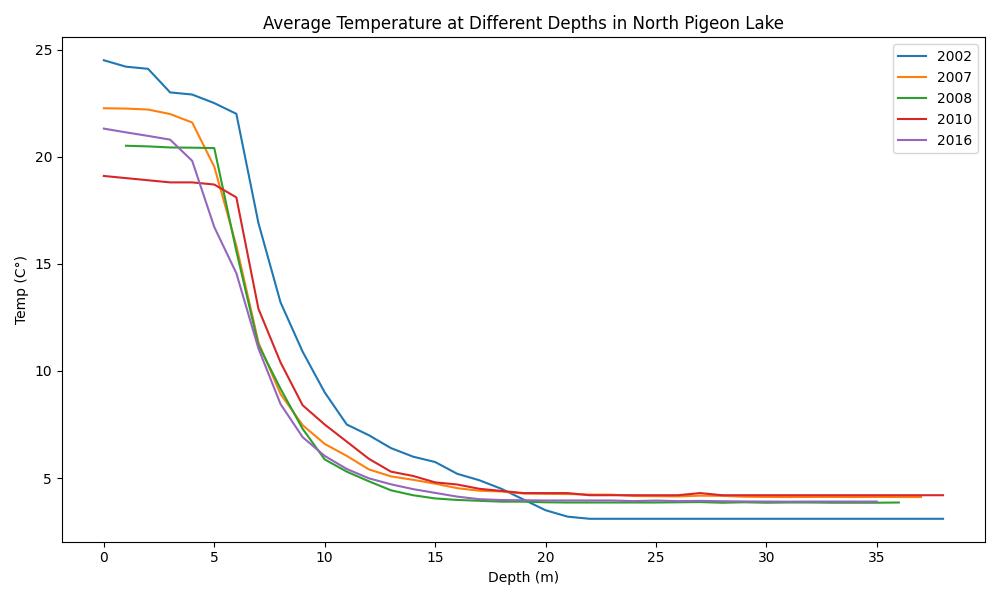 Average Temperature at Different Depths in North Pigeon Lake
25
20
15
10
5
Temp (C°)
0 5 10 15 20 25 30 35
Depth (m)
2002
2007
2008
2010
2016